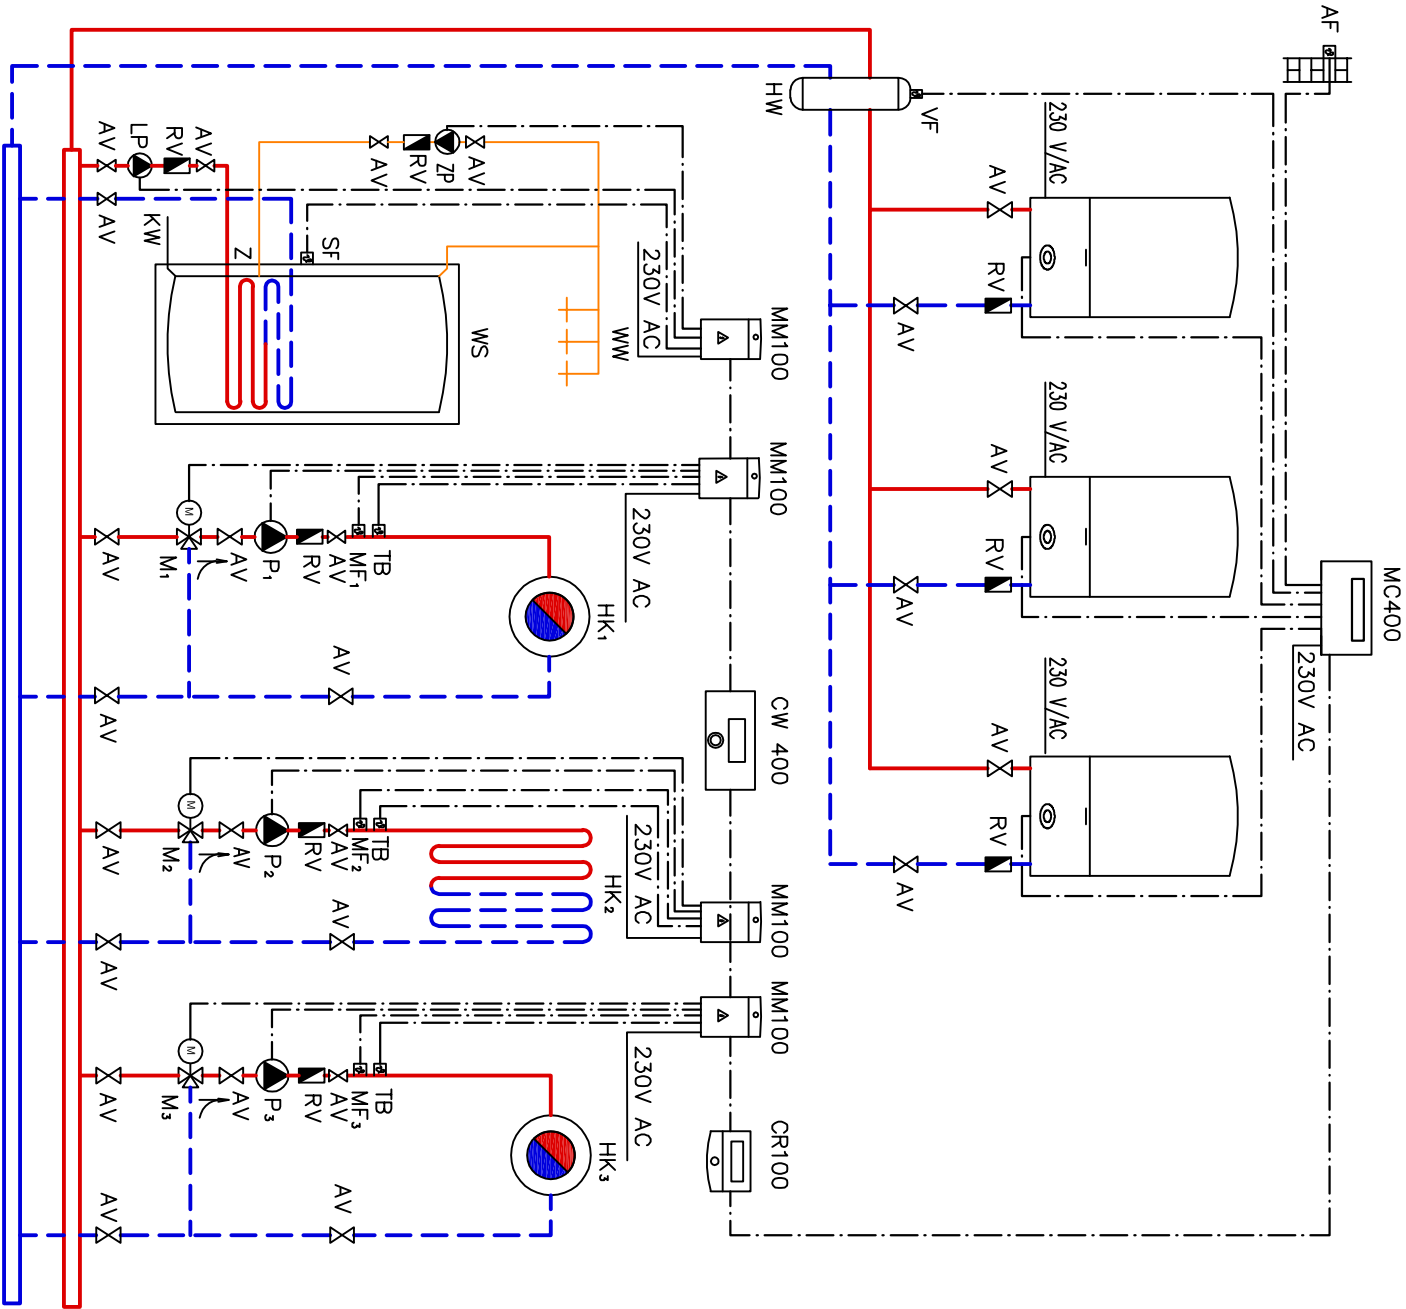 AF
MC400
230V AC
230 V/AC
AV
RV
AV
230 V/AC
AV
RV
AV
230 V/AC
AV
RV
AV
VF
HW
MM100
230V AC
MM100
230V AC
CW 400
MM100
230V AC
MM100
230V AC
CR100
AV
LP
RV
AV
AV
KW
Z
SF
AV
RV
ZP
AV
WS
WW
AV
M₁
M
AV
P₁
RV
AV
MF₁
TB
HK₁
AV
AV
AV
M₂
M
AV
P₂
RV
AV
MF₂
TB
HK₂
AV
AV
AV
M₃
M
AV
P₃
RV
AV
MF₃
TB
HK₃
AV
AV